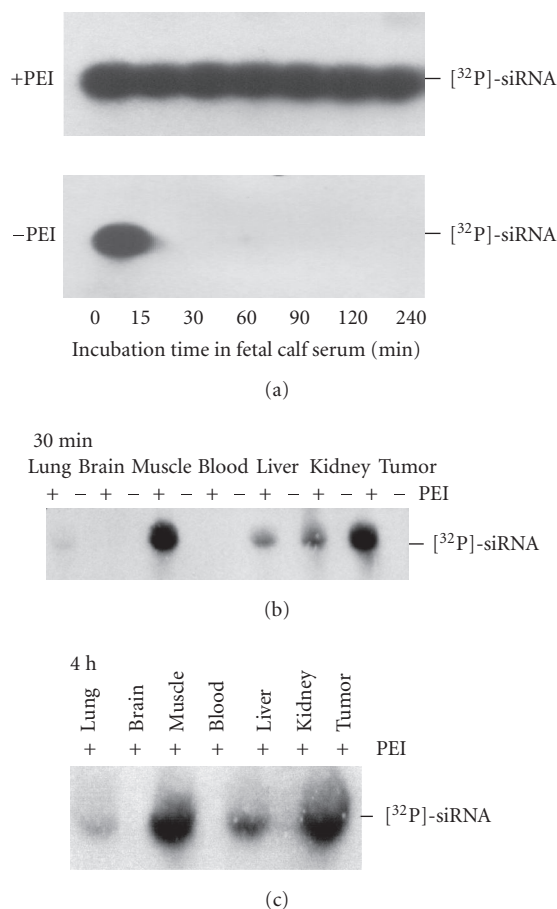 +PEI [³²P]-siRNA
−PEI [³²P]-siRNA
0 15 30 60 90 120 240
Incubation time in fetal calf serum (min)
(a)
30 min
Lung Brain Muscle Blood Liver Kidney Tumor
+ − + − + − + − + − + − + − PEI
[³²P]-siRNA
(b)
4 h
Lung Brain Muscle Blood Liver Kidney Tumor
+ + + + + + + PEI
[³²P]-siRNA
(c)